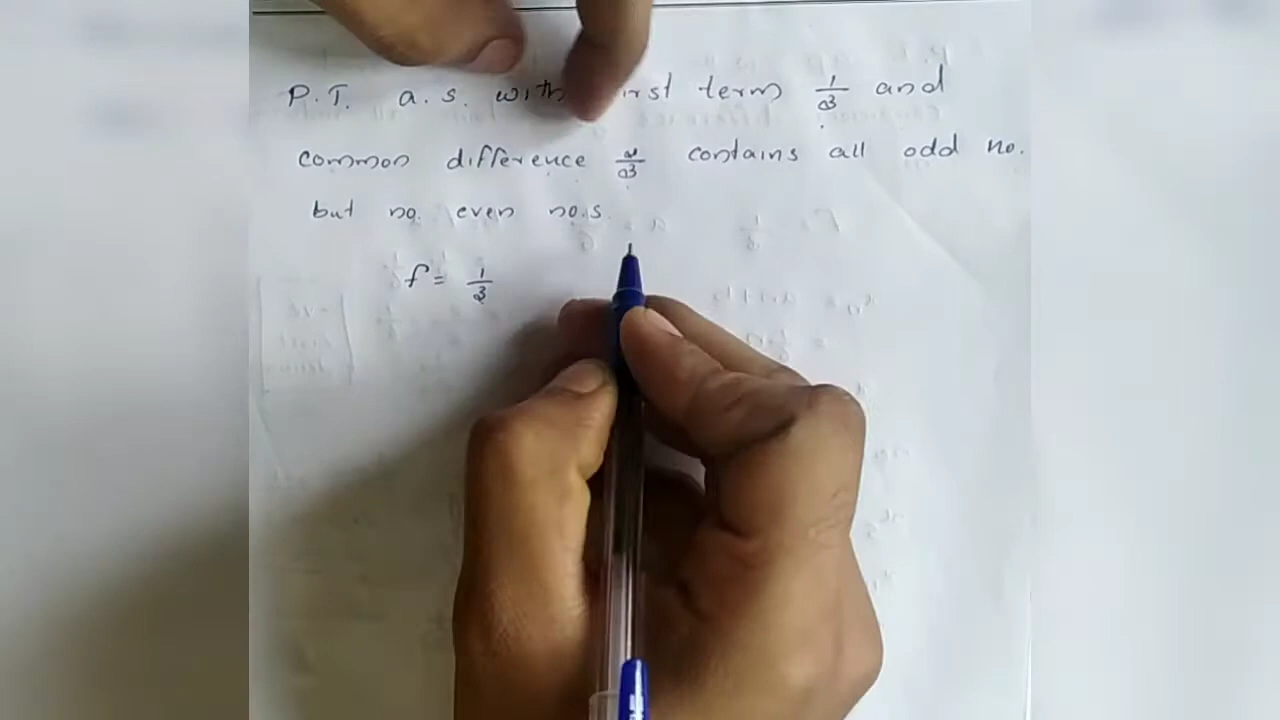 P.T. a.s. with first term 1/3 and
common difference 2/3 contains all odd no.
but no. even no.s.
f = 1/3